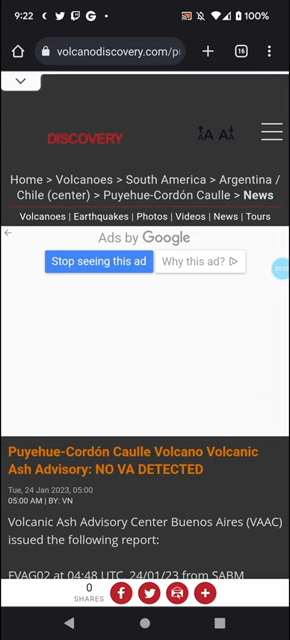 9:22
100%
volcanodiscovery.com/p
16
DISCOVERY
A A
Home > Volcanoes > South America > Argentina /
Chile (center) > Puyehue-Cordón Caulle > News
Volcanoes | Earthquakes | Photos | Videos | News | Tours
Ads by Google
Stop seeing this ad
Why this ad?
Puyehue-Cordón Caulle Volcano Volcanic
Ash Advisory: NO VA DETECTED
Tue, 24 Jan 2023, 05:00
05:00 AM | BY: VN
Volcanic Ash Advisory Center Buenos Aires (VAAC)
issued the following report:
FVAG02 at 04:48 UTC, 24/01/23 from SABM
0
SHARES